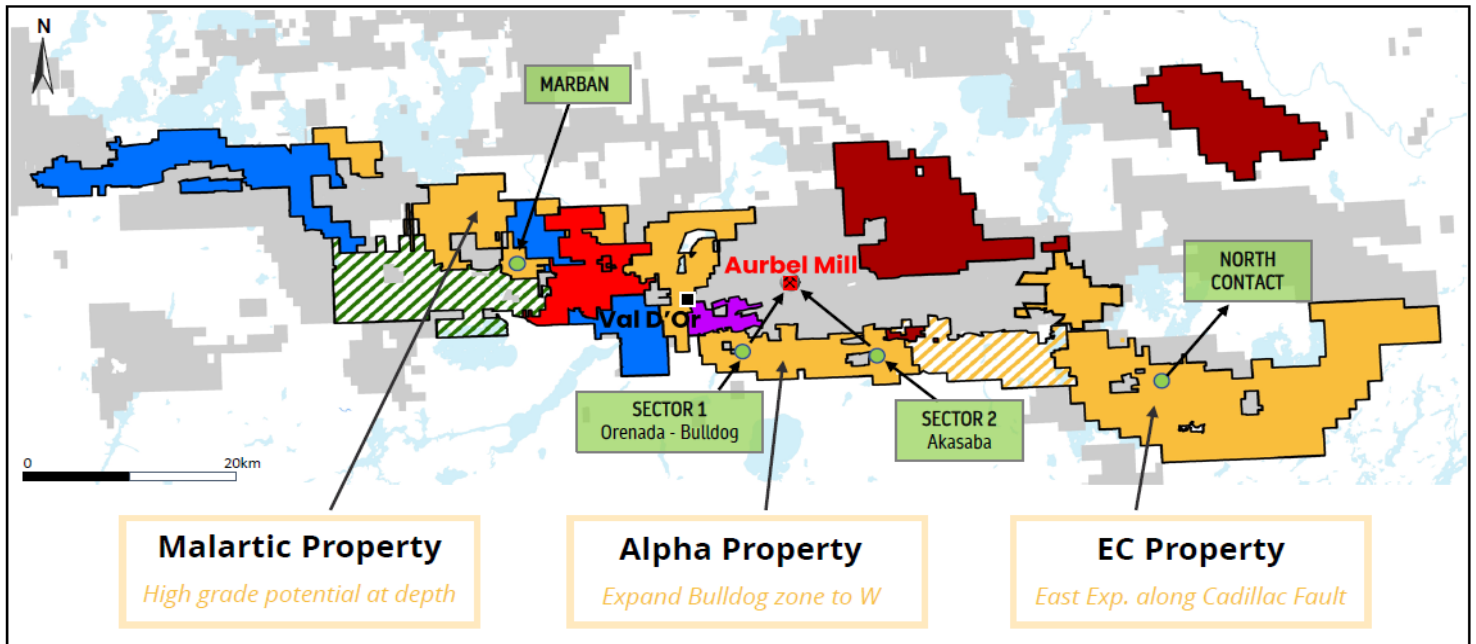 N
MARBAN
Aurbel Mill
NORTH
CONTACT
Val D’Or
SECTOR 1
Orenada - Bulldog
SECTOR 2
Akasaba
0 20km
Malartic Property
High grade potential at depth
Alpha Property
Expand Bulldog zone to W
EC Property
East Exp. along Cadillac Fault